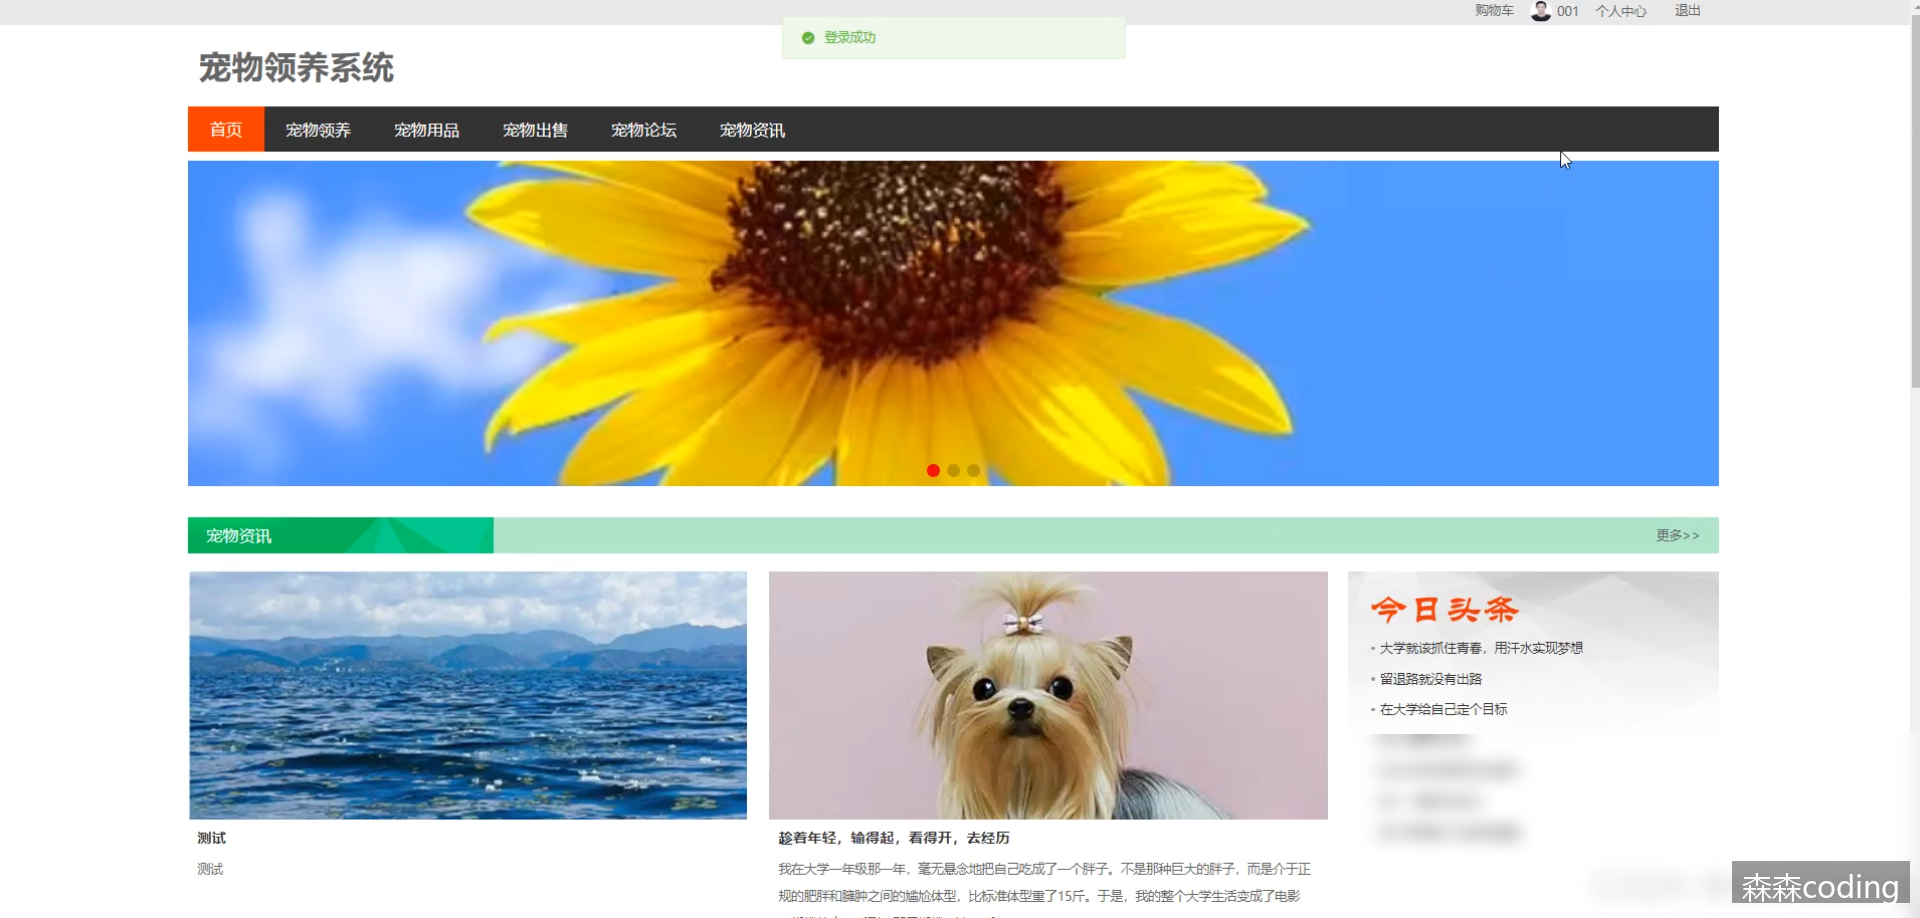 购物车 001 个人中心 退出
登录成功
宠物领养系统
首页 宠物领养 宠物用品 宠物出售 宠物论坛 宠物资讯
宠物资讯 更多>>
今日头条
大学就该抓住青春，用汗水实现梦想
留退路就没有出路
在大学给自己定个目标
测试
测试
趁着年轻，输得起，看得开，去经历
我在大学一年级那一年，毫无悬念地把自己吃成了一个胖子。不是那种巨大的胖子，而是介于正
规的肥胖和臃肿之间的尴尬体型，比标准体型重了15斤。于是，我的整个大学生活变成了电影
森森coding